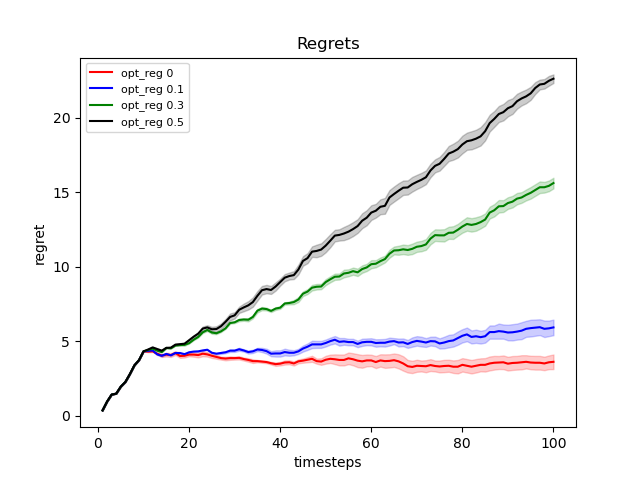 Regrets
opt_reg 0
opt_reg 0.1
opt_reg 0.3
opt_reg 0.5
regret
20
15
10
5
0
0 20 40 60 80 100
timesteps